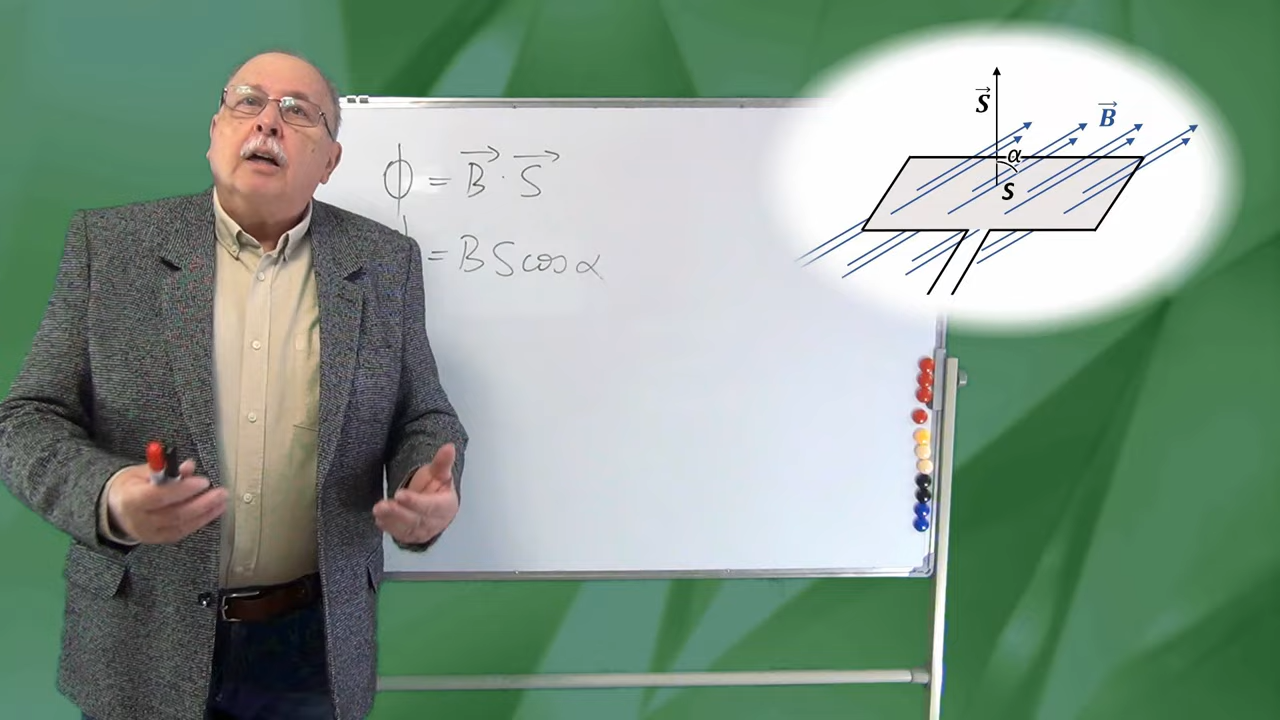 ϕ = B⃗ · S⃗
= B S cos α
S⃗
B⃗
α
S